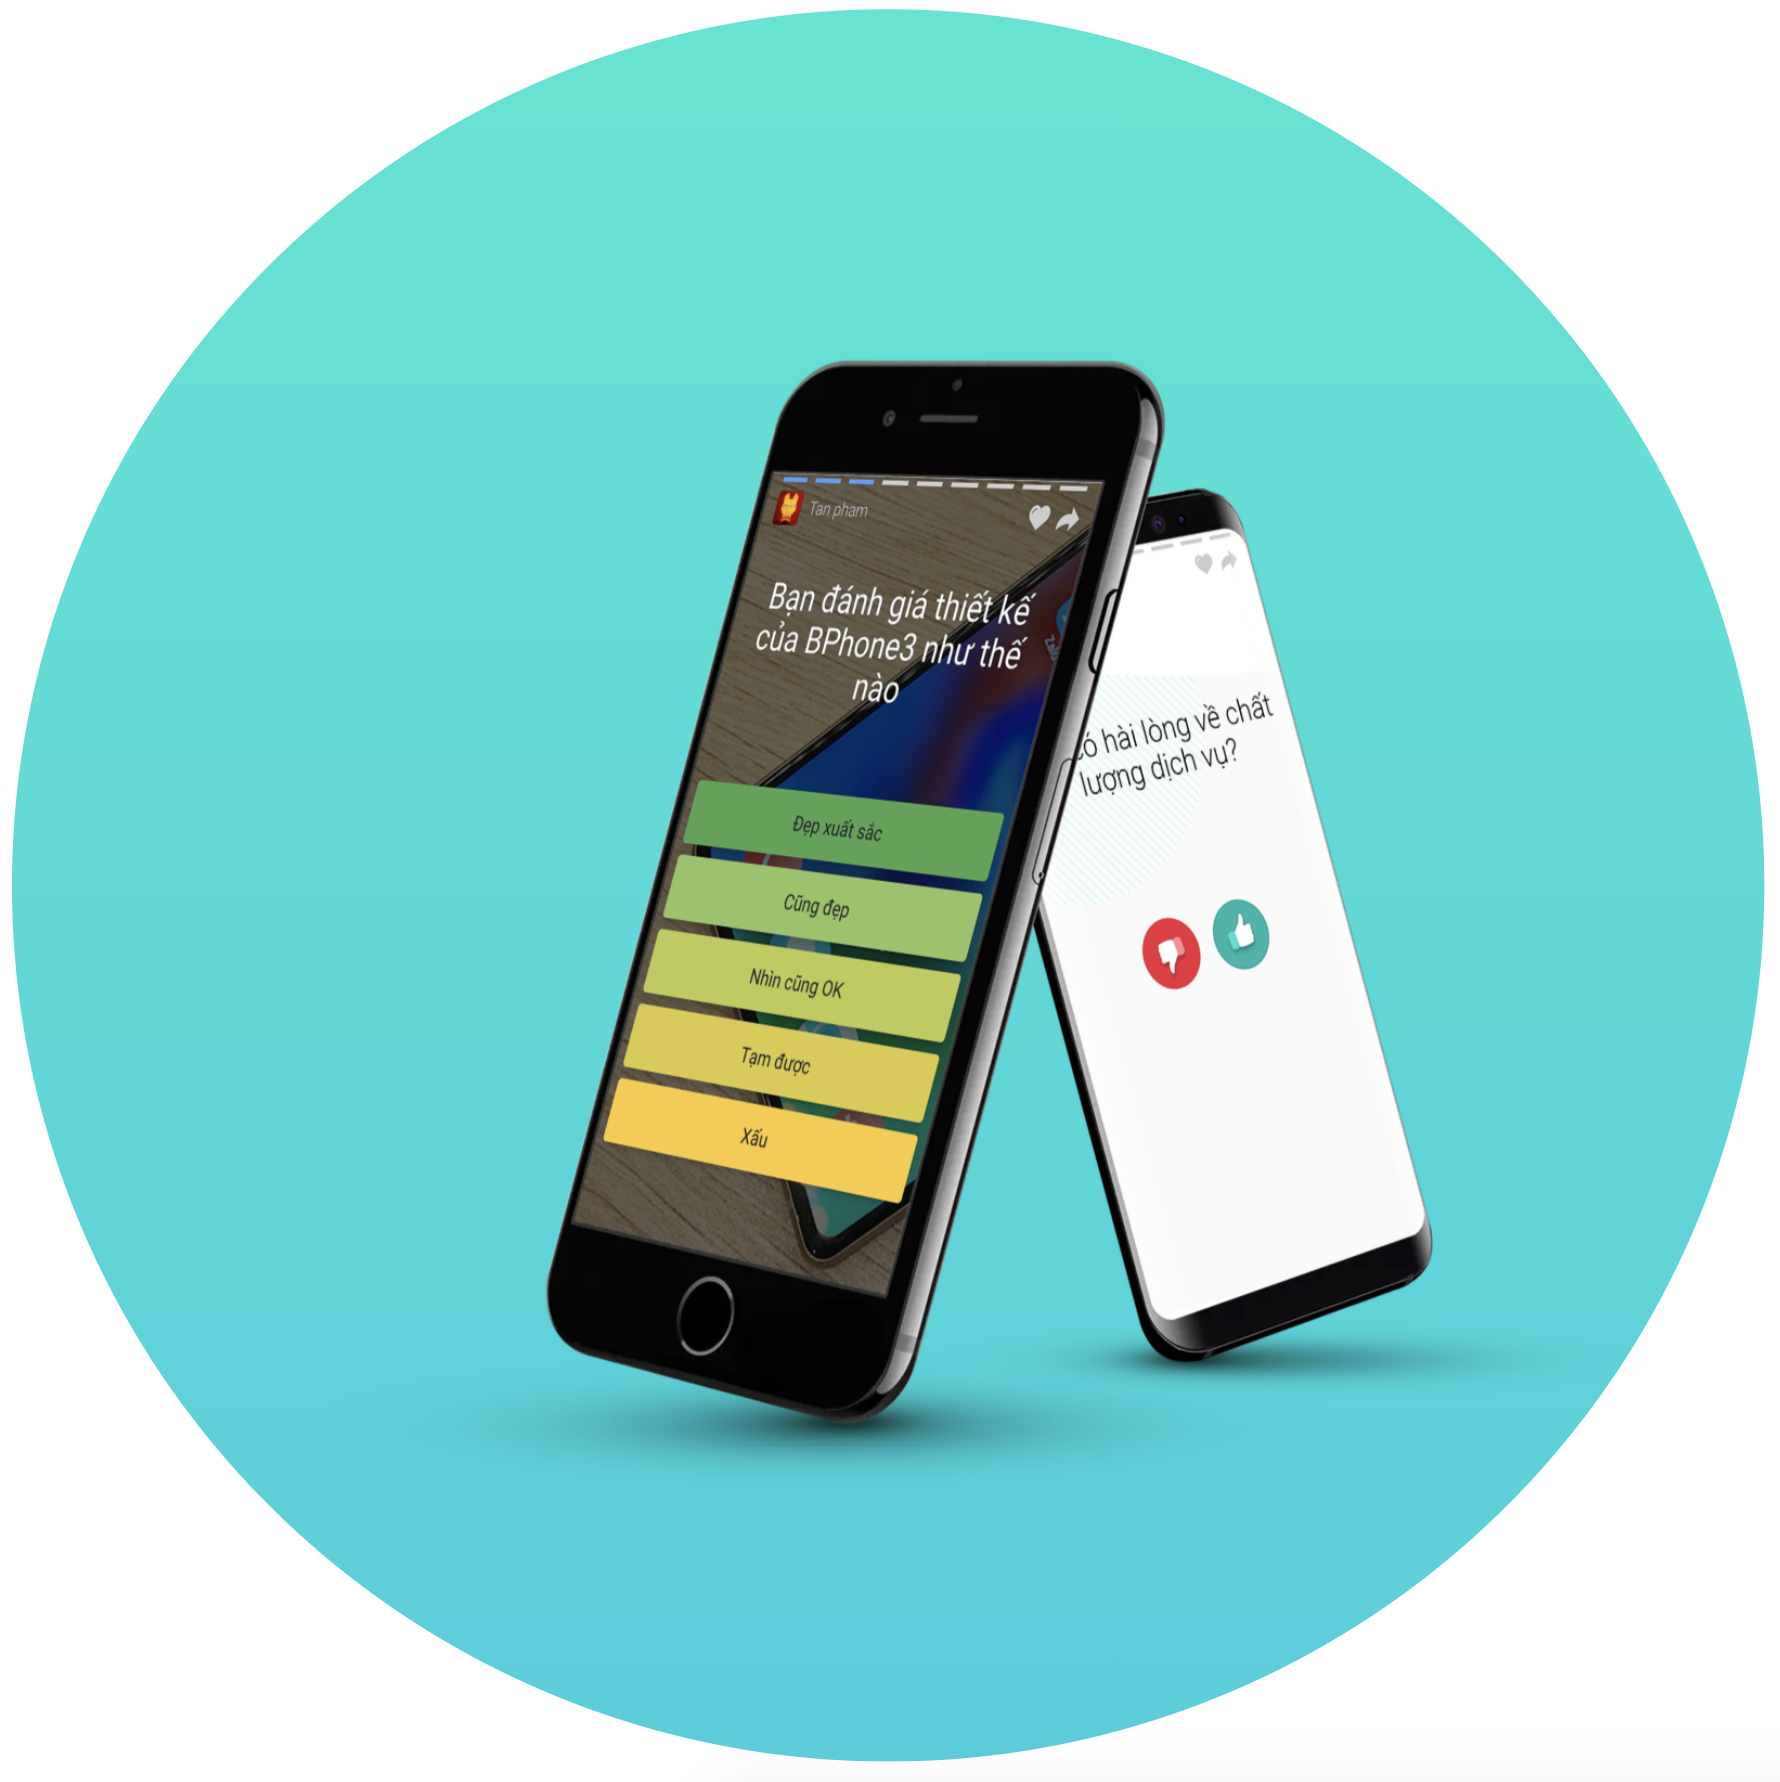 Tan pham
Bạn đánh giá thiết kế
của BPhone3 như thế
nào
Đẹp xuất sắc
Cũng đẹp
Nhìn cũng OK
Tạm được
Xấu
có hài lòng về chất
lượng dịch vụ?